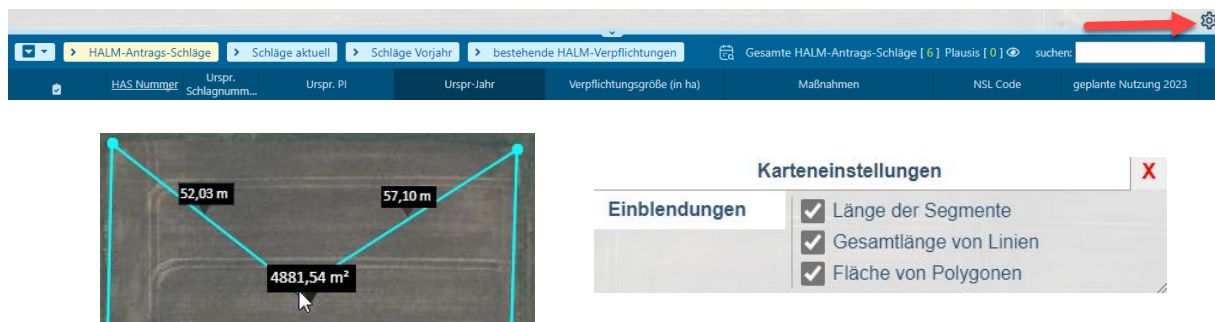 HALM-Antrags-Schläge Schläge aktuell Schläge Vorjahr bestehende HALM-Verpflichtungen Gesamte HALM-Antrags-Schläge [ 6 ] Plausis [ 0 ] suchen:
HAS Nummer Urspr. Schlagnumm... Urspr. PI Urspr-Jahr Verpflichtungsgröße (in ha) Maßnahmen NSL Code geplante Nutzung 2023
52,03 m 57,10 m
4881,54 m²
Karteneinstellungen X
Einblendungen Länge der Segmente
Gesamtlänge von Linien
Fläche von Polygonen